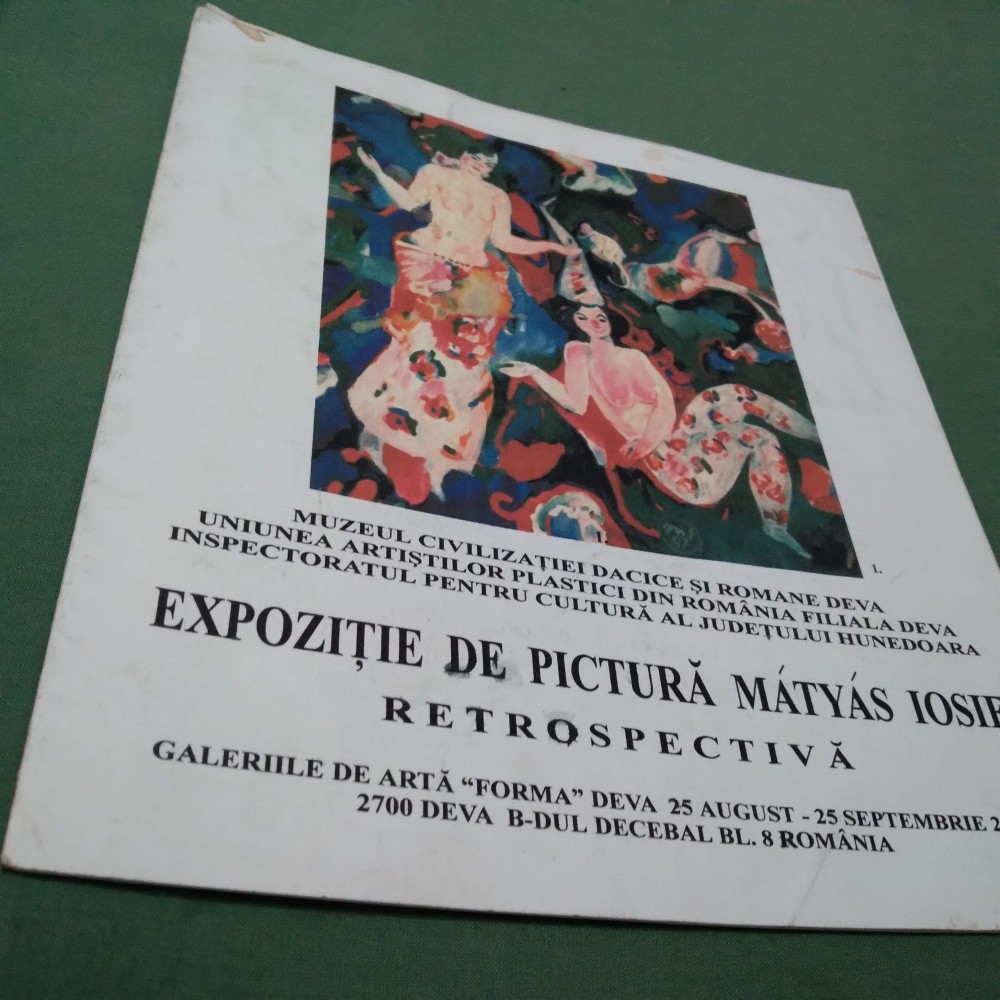 1.
MUZEUL CIVILIZAȚIEI DACICE ȘI ROMANE DEVA
UNIUNEA ARTIȘTILOR PLASTICI DIN ROMÂNIA FILIALA DEVA
INSPECTORATUL PENTRU CULTURĂ AL JUDEȚULUI HUNEDOARA
EXPOZIȚIE DE PICTURĂ MÁTYÁS IOSIF
RETROSPECTIVĂ
GALERIILE DE ARTĂ “FORMA” DEVA 25 AUGUST - 25 SEPTEMBRIE 2
2700 DEVA B-DUL DECEBAL BL. 8 ROMÂNIA